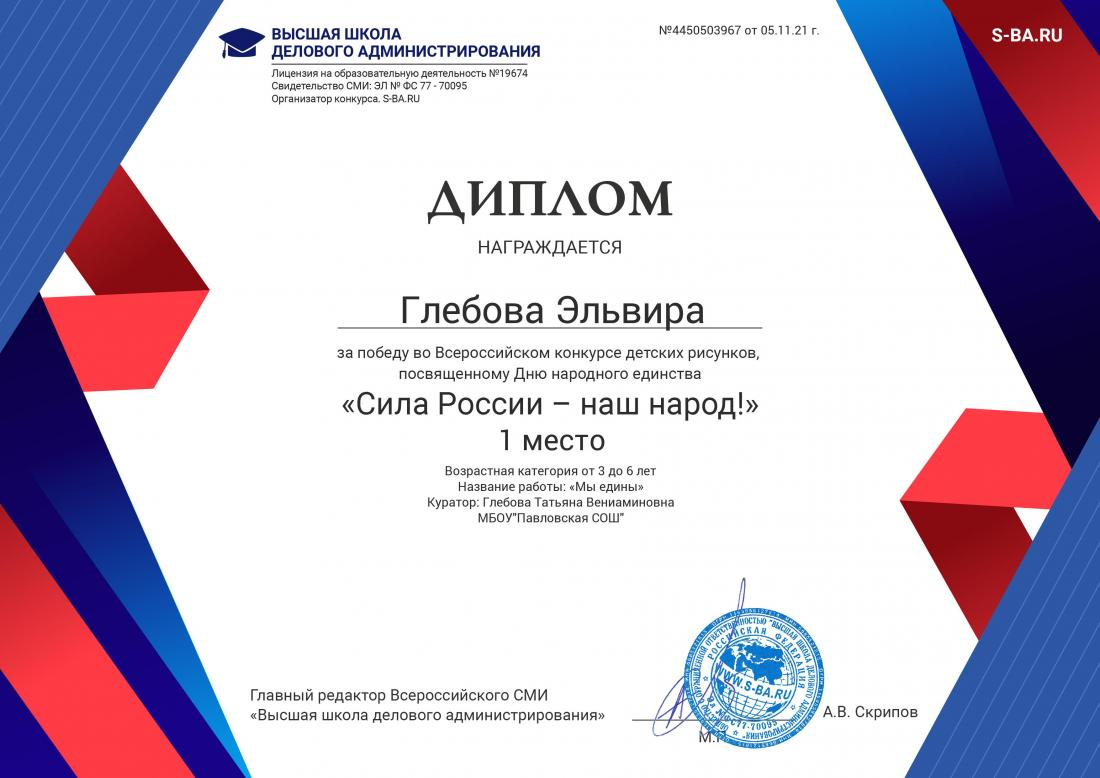 ВЫСШАЯ ШКОЛА
ДЕЛОВОГО АДМИНИСТРИРОВАНИЯ
Лицензия на образовательную деятельность №19674
Свидетельство СМИ: ЭЛ № ФС 77 - 70095
Организатор конкурса. S-BA.RU
№4450503967 от 05.11.21 г.
S-BA.RU
ДИПЛОМ
НАГРАЖДАЕТСЯ
Глебова Эльвира
за победу во Всероссийском конкурсе детских рисунков,
посвященному Дню народного единства
«Сила России – наш народ!»
1 место
Возрастная категория от 3 до 6 лет
Название работы: «Мы едины»
Куратор: Глебова Татьяна Вениаминовна
МБОУ"Павловская СОШ"
Главный редактор Всероссийского СМИ
«Высшая школа делового администрирования»
РОССИЙСКАЯ ФЕДЕРАЦИЯ
WWW.S-BA.RU
А.В. Скрипов